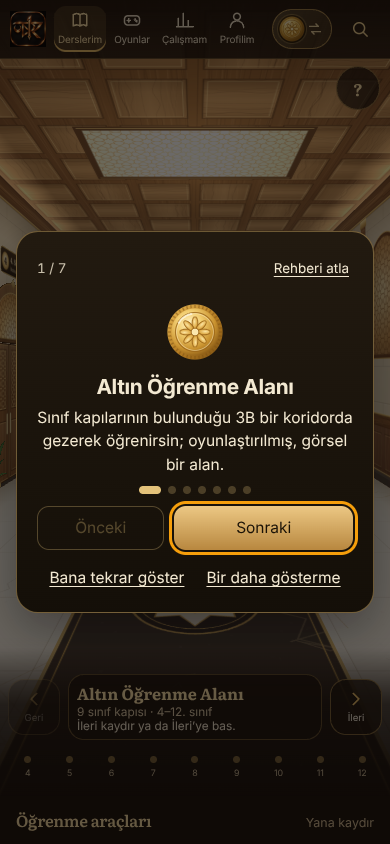 Derslerim
Oyunlar
Çalışmam
Profilim
?
1 / 7
Rehberi atla
Altın Öğrenme Alanı
Sınıf kapılarının bulunduğu 3B bir koridorda
gezerek öğrenirsin; oyunlaştırılmış, görsel
bir alan.
Önceki
Sonraki
Bana tekrar göster
Bir daha gösterme
Geri
Altın Öğrenme Alanı
9 sınıf kapısı · 4–12. sınıf
İleri kaydır ya da İleri'ye bas.
İleri
4 5 6 7 8 9 10 11 12
Öğrenme araçları
Yana kaydır